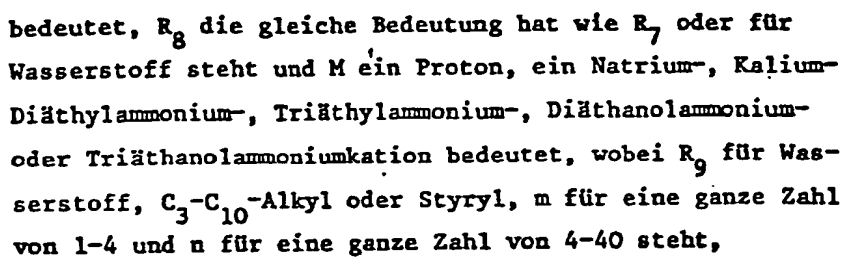 bedeutet, R₈ die gleiche Bedeutung hat wie R₇ oder für
Wasserstoff steht und M ein Proton, ein Natrium-, Kalium-
Diäthylammonium-, Triäthylammonium-, Diäthanolammonium-
oder Triäthanolammoniumkation bedeutet, wobei R₉ für Was-
serstoff, C₃-C₁₀-Alkyl oder Styryl, m für eine ganze Zahl
von 1-4 und n für eine ganze Zahl von 4-40 steht,